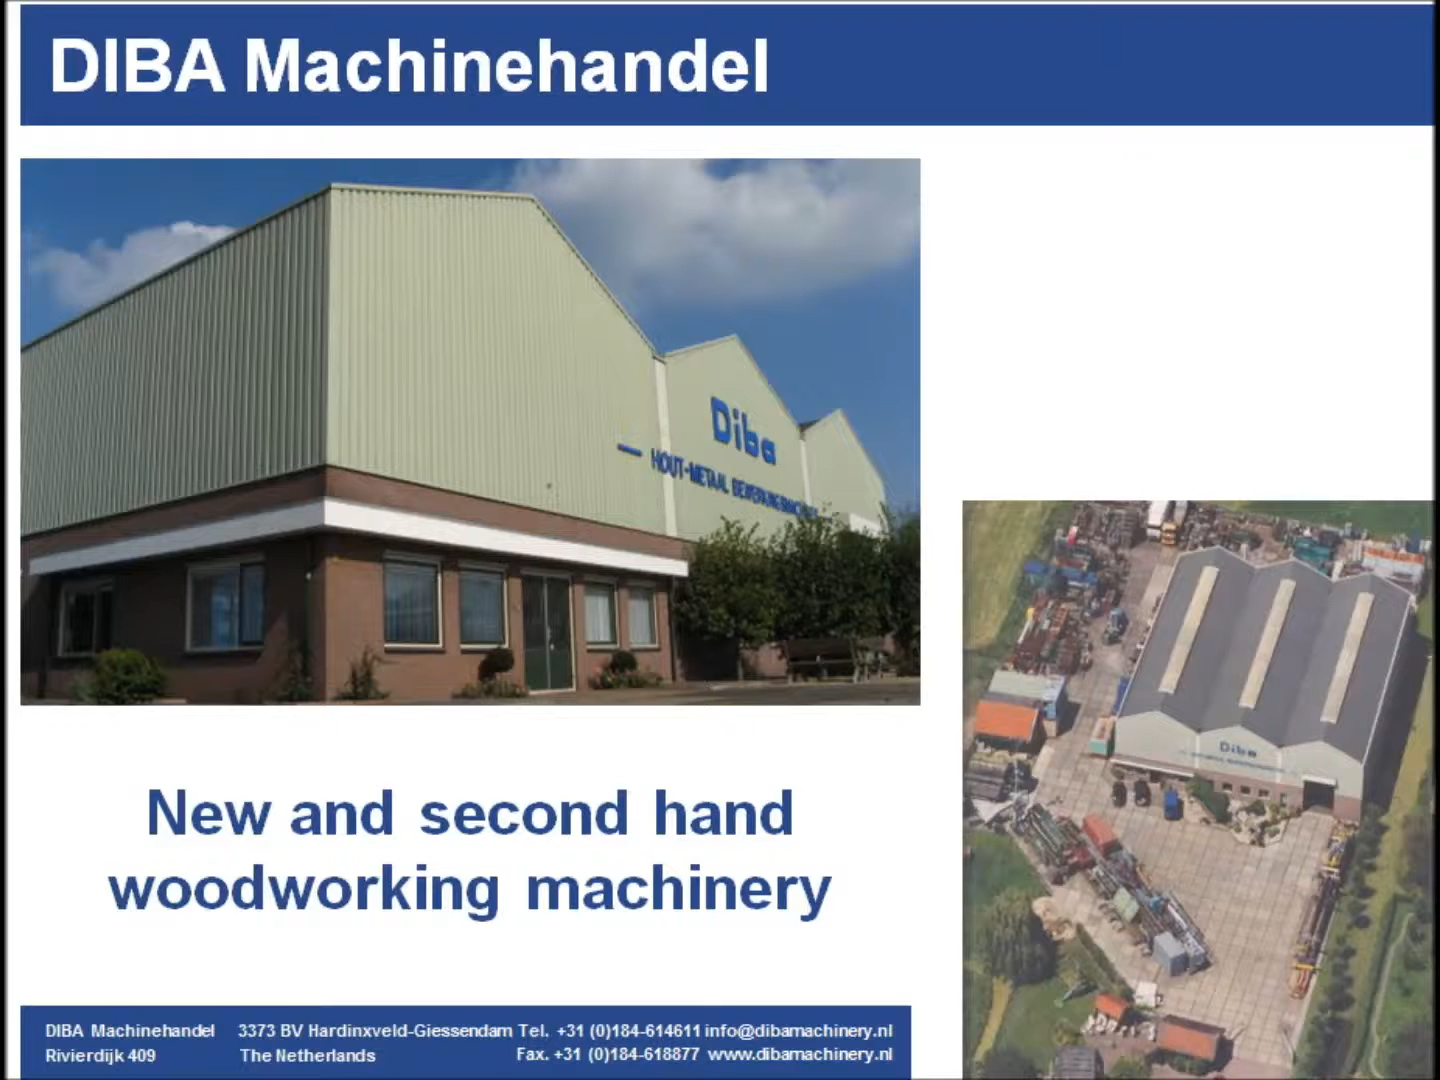 DIBA Machinehandel
Diba
HOUT-METAAL
Diba
New and second hand
woodworking machinery
DIBA Machinehandel 3373 BV Hardinxveld-Giessendam Tel. +31 (0)184-614611 info@dibamachinery.nl
Rivierdijk 409 The Netherlands Fax. +31 (0)184-618877 www.dibamachinery.nl